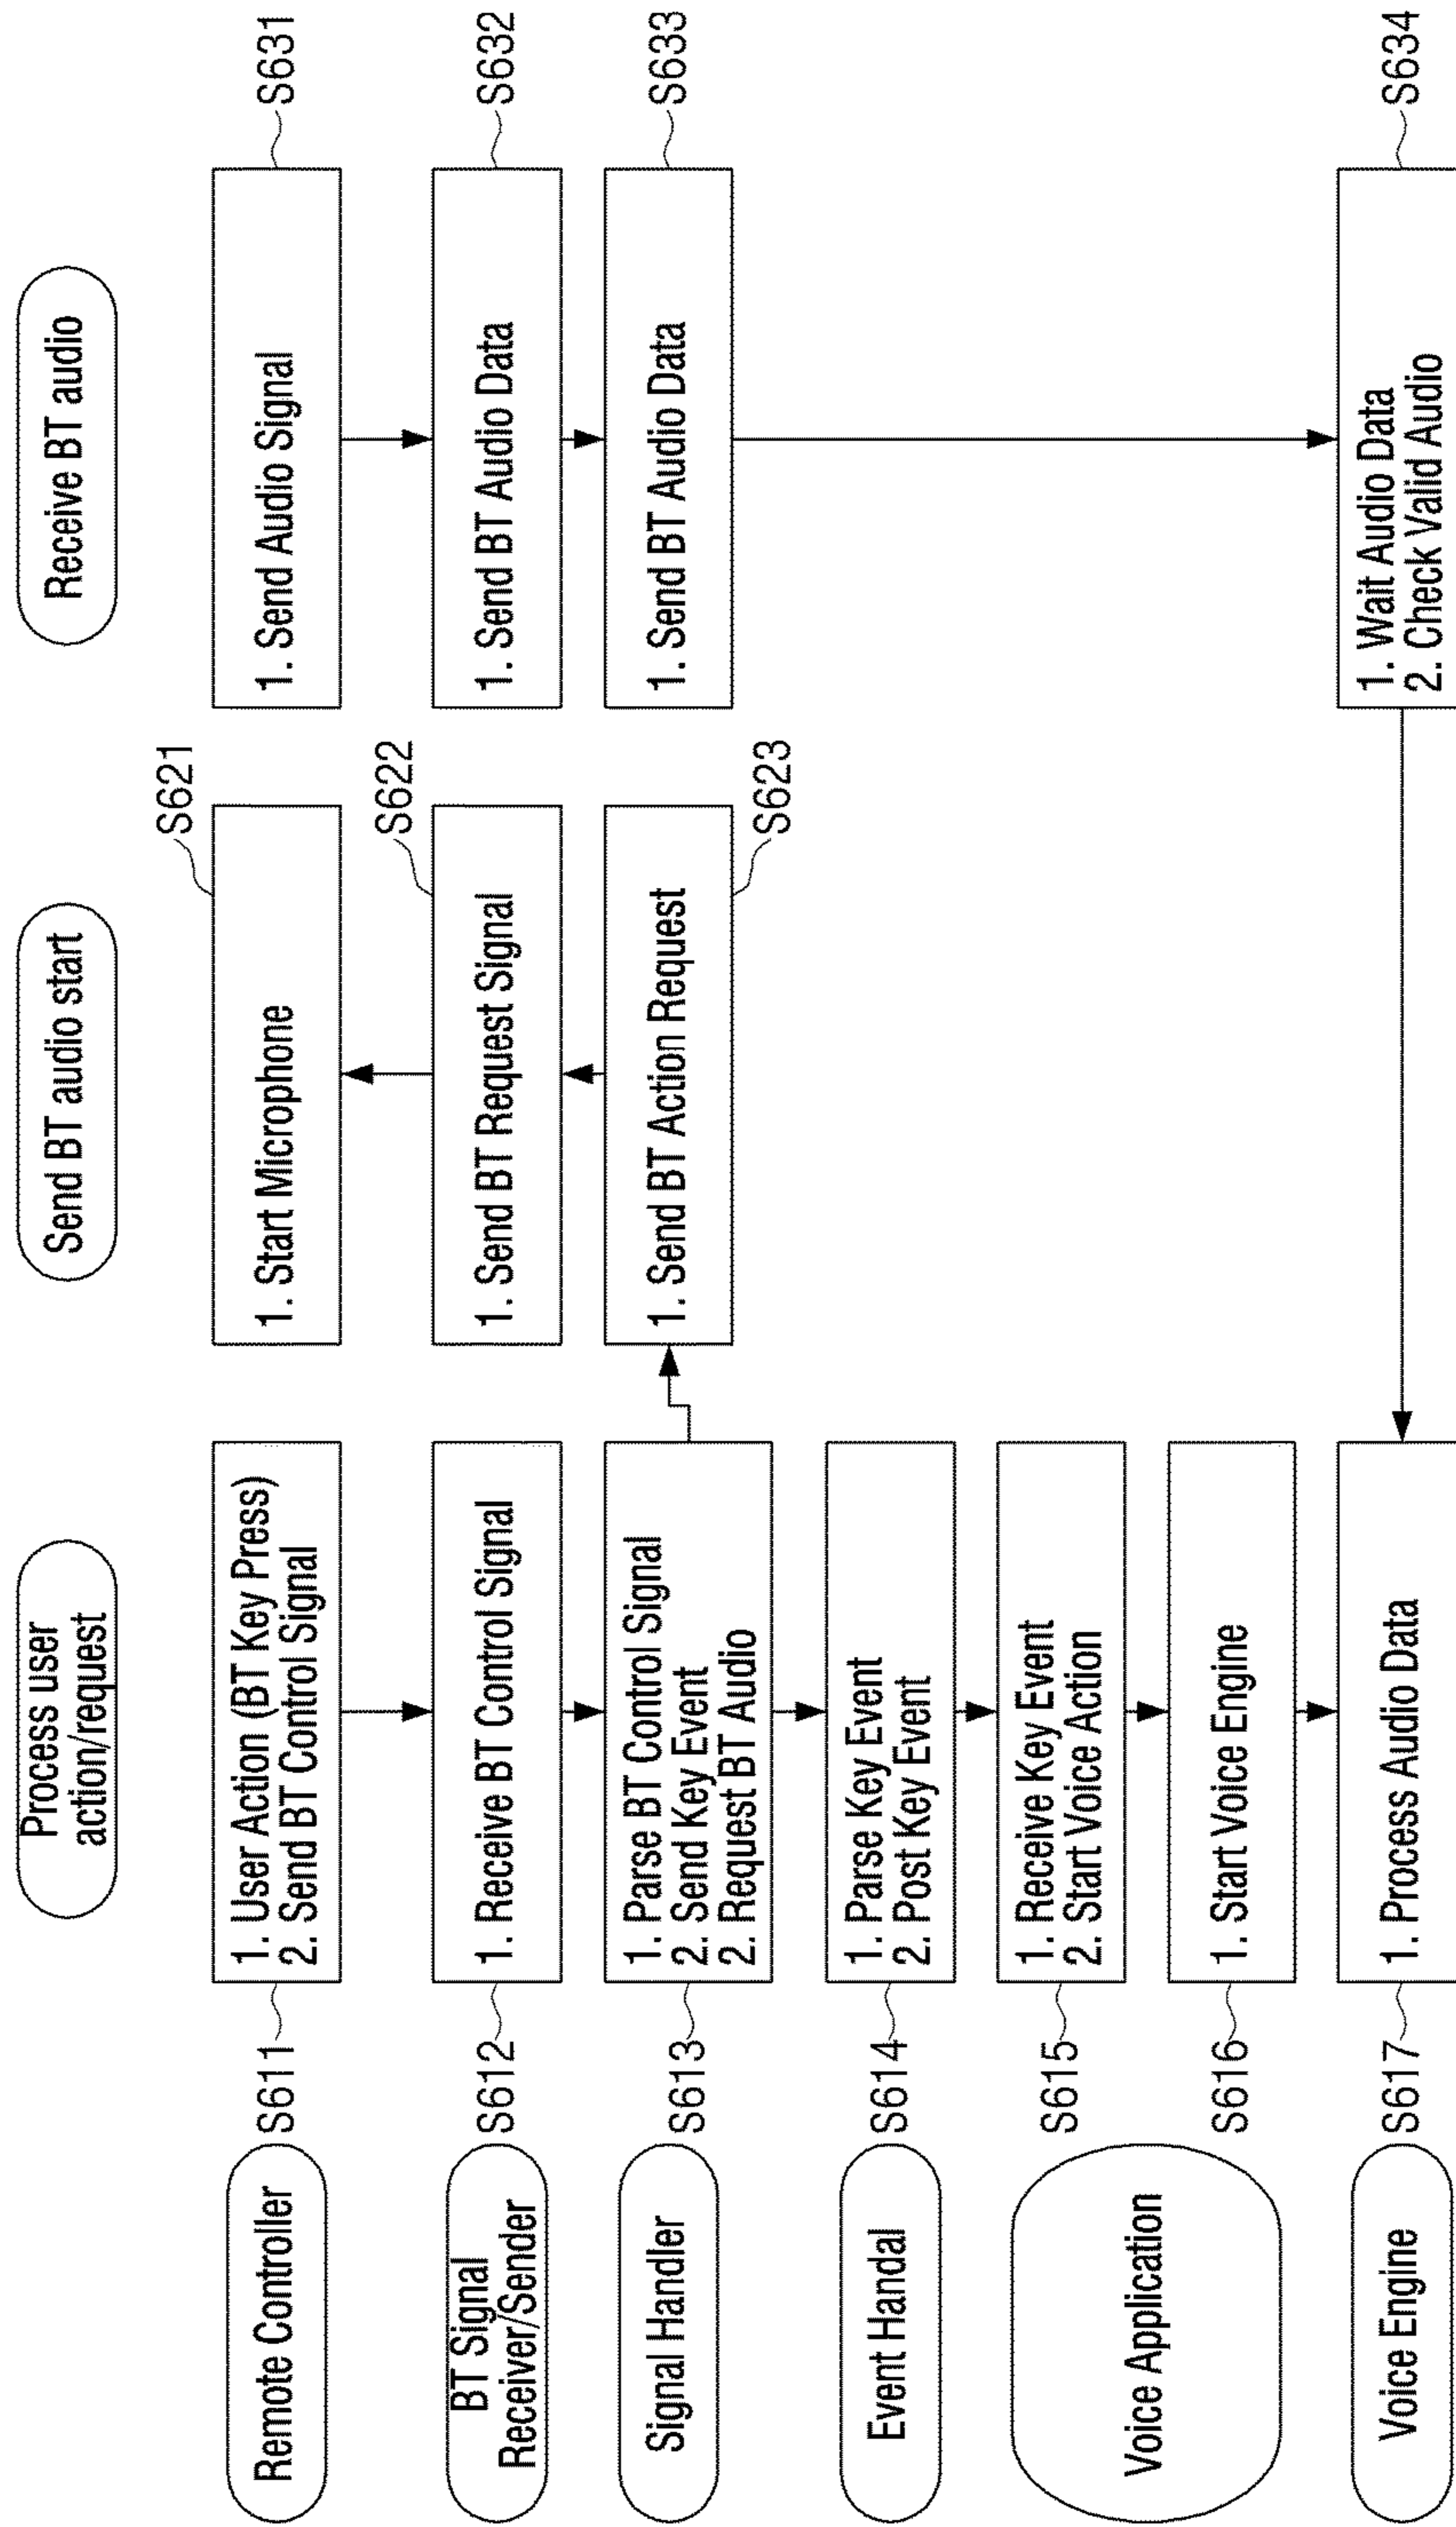 Process user
action/request
Send BT audio start
Receive BT audio
Remote Controller
S611
1. User Action (BT Key Press)
2. Send BT Control Signal
S621
1. Start Microphone
1. Send Audio Signal
S631
BT Signal
Receiver/Sender
S612
1. Receive BT Control Signal
1. Send BT Request Signal
S622
1. Send BT Audio Data
S632
Signal Handler
S613
1. Parse BT Control Signal
2. Send Key Event
2. Request BT Audio
1. Send BT Action Request
S623
1. Send BT Audio Data
S633
Event Handal
S614
1. Parse Key Event
2. Post Key Event
Voice Application
S615
1. Receive Key Event
2. Start Voice Action
S616
1. Start Voice Engine
Voice Engine
S617
1. Process Audio Data
1. Wait Audio Data
2. Check Valid Audio
S634